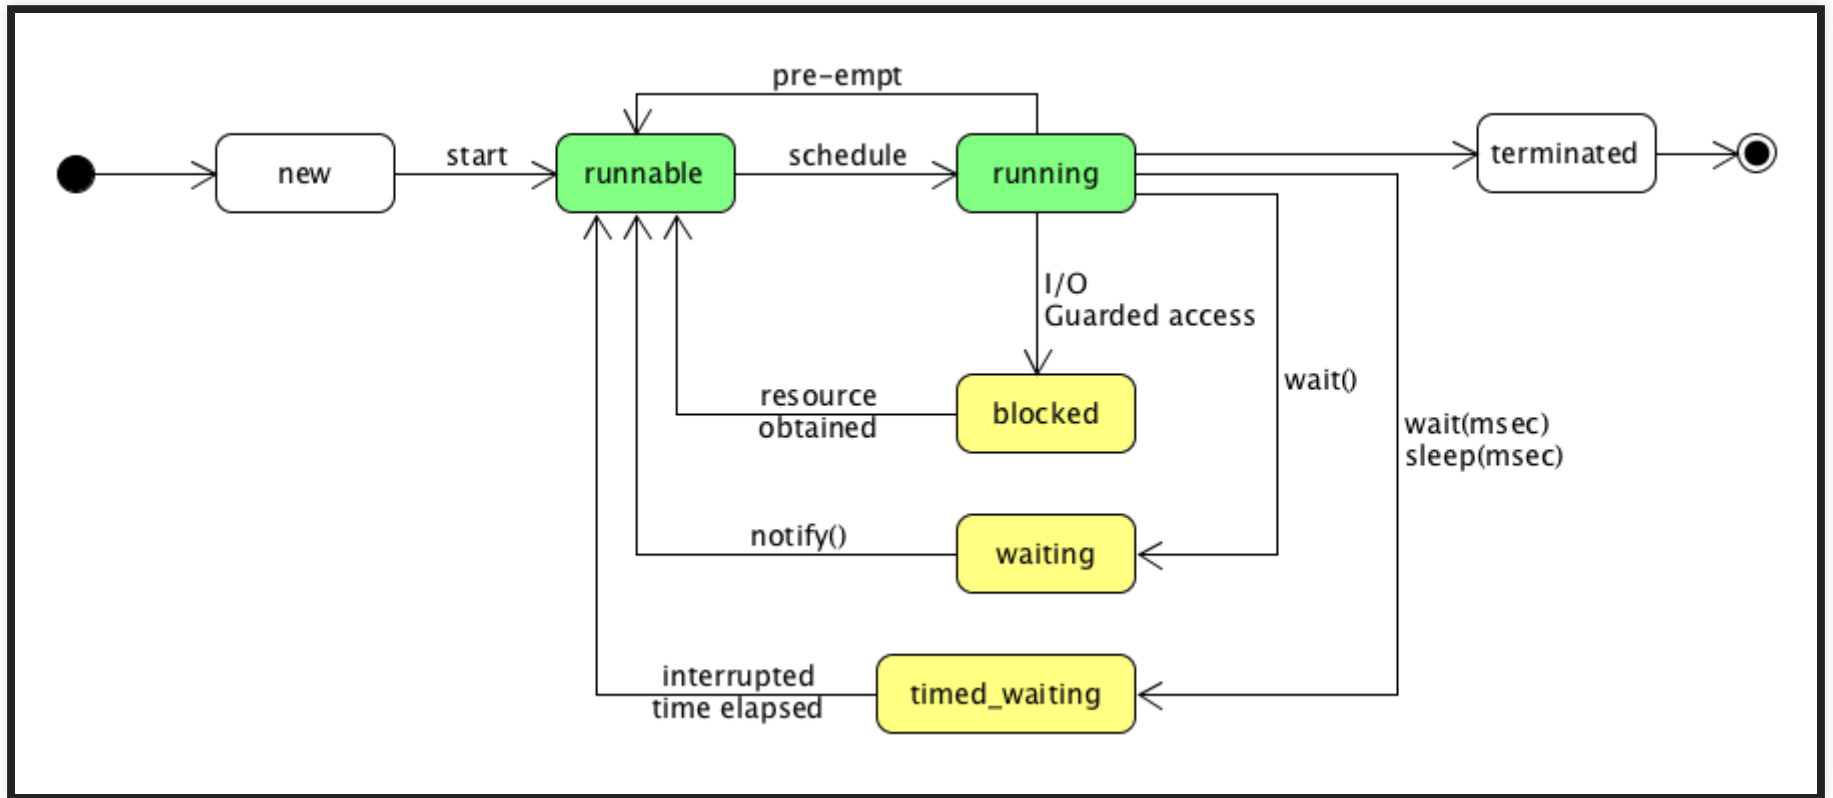 pre-empt
new
start
runnable
schedule
running
terminated
I/O
Guarded access
wait()
resource
obtained
blocked
wait(msec)
sleep(msec)
notify()
waiting
interrupted
time elapsed
timed_waiting